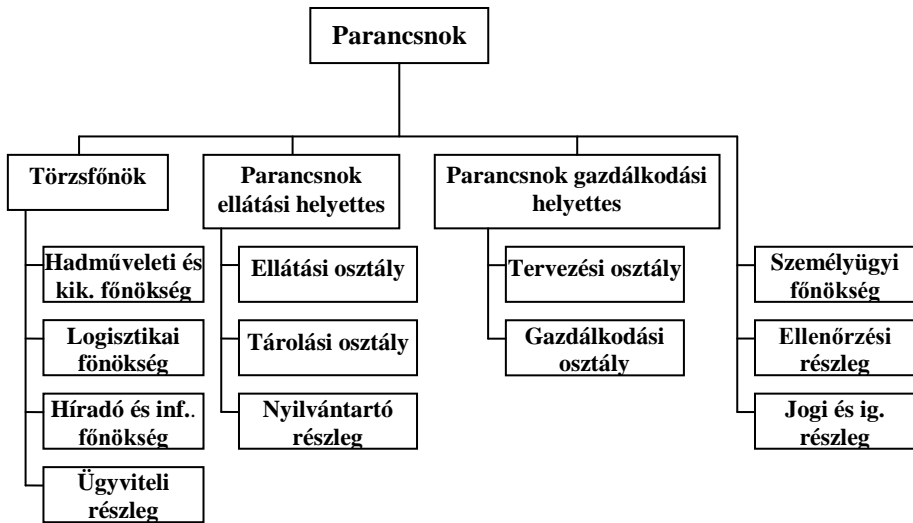 Parancsnok
Törzsfőnök
Parancsnok
ellátási helyettes
Parancsnok gazdálkodási
helyettes
Hadműveleti és
kik. főnökség
Logisztikai
fönökség
Híradó és inf..
főnökség
Ügyviteli
részleg
Ellátási osztály
Tárolási osztály
Nyilvántartó
részleg
Tervezési osztály
Gazdálkodási
osztály
Személyügyi
főnökség
Ellenőrzési
részleg
Jogi és ig.
részleg